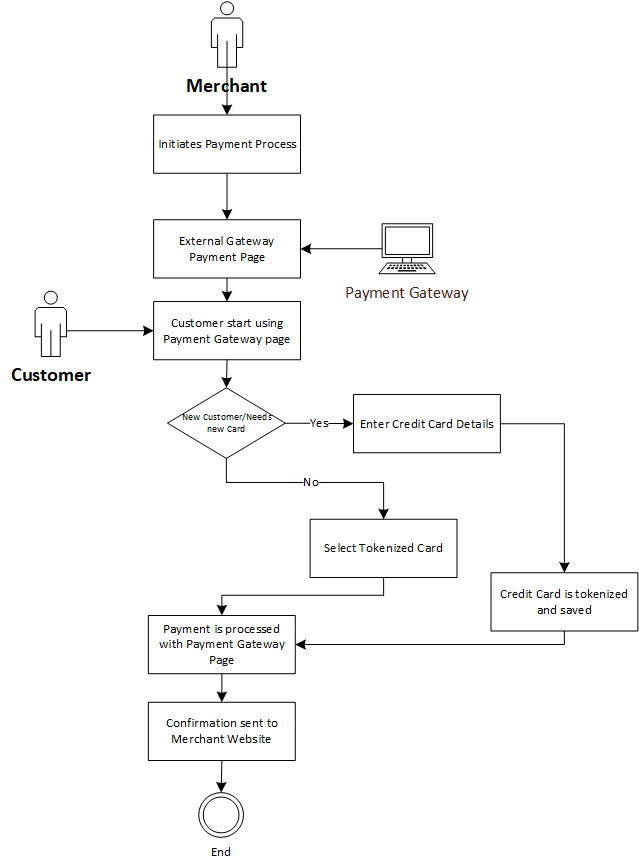 Merchant
Initiates Payment Process
External Gateway
Payment Page
Payment Gateway
Customer start using
Payment Gateway page
Customer
New Customer/Needs
new Card
Yes
Enter Credit Card Details
No
Select Tokenized Card
Credit Card is tokenized
and saved
Payment is processed
with Payment Gateway
Page
Confirmation sent to
Merchant Website
End